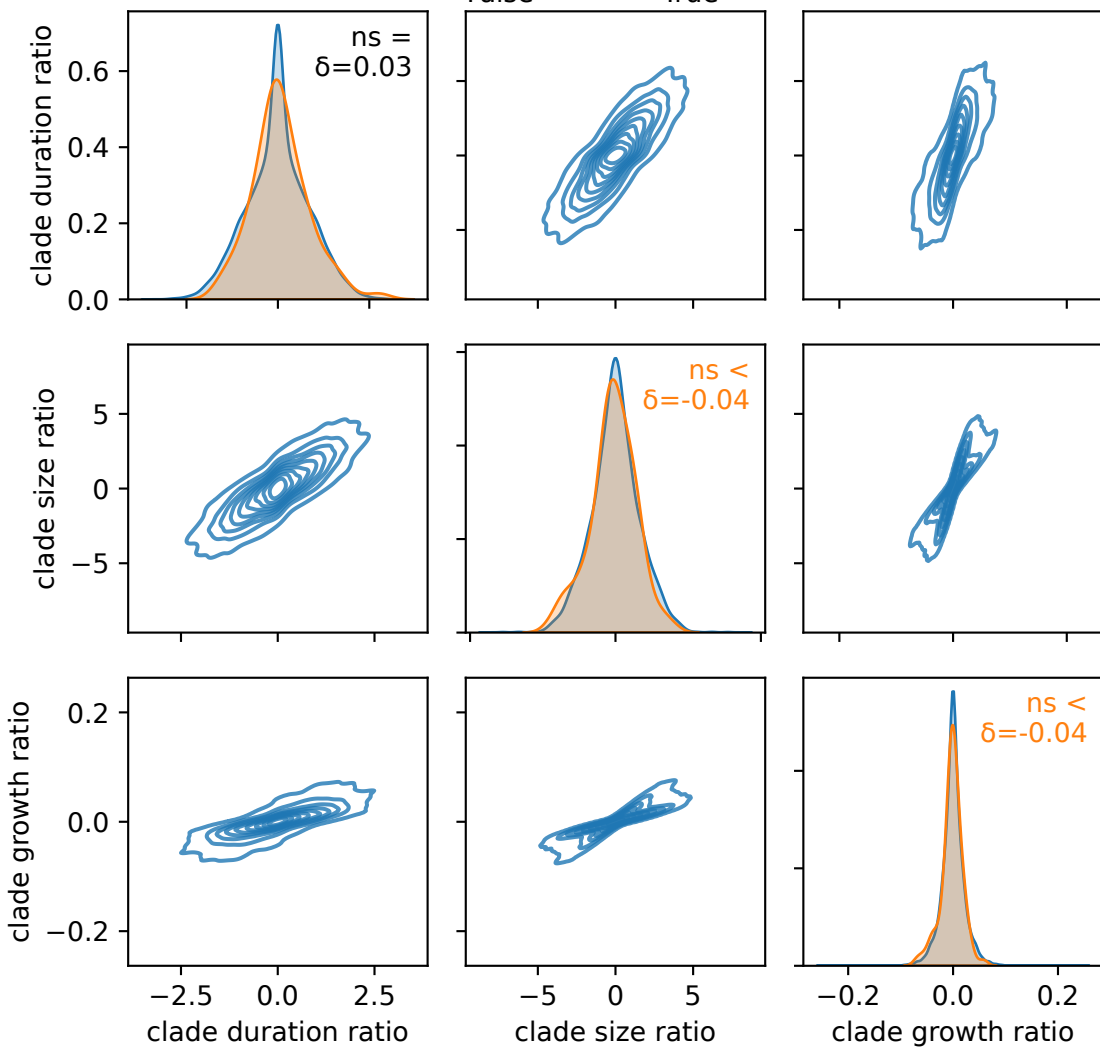 clade duration ratio
0.6
0.4
0.2
0.0
ns =
δ=0.03
clade size ratio
5
0
−5
ns <
δ=-0.04
clade growth ratio
0.2
0.0
−0.2
ns <
δ=-0.04
−2.5 0.0 2.5
−5 0 5
−0.2 0.0 0.2
clade duration ratio
clade size ratio
clade growth ratio